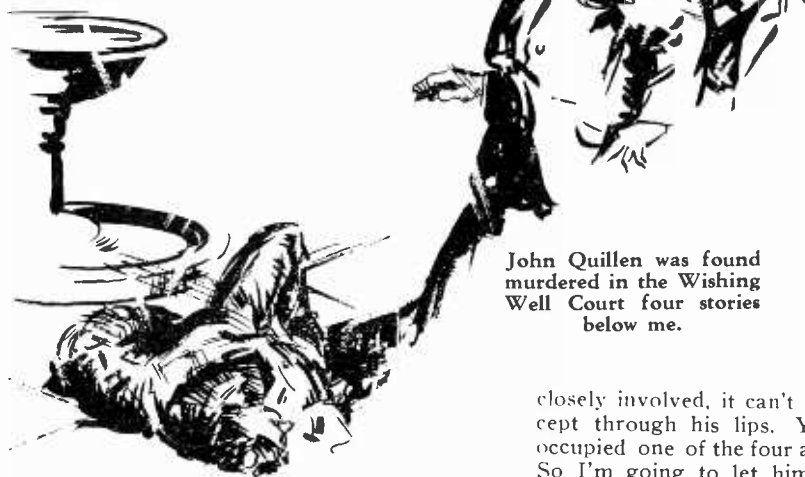 John Quillen was found
murdered in the Wishing
Well Court four stories
below me.
closely involved, it can't
cept through his lips.
occupied one of the four
So I'm going to let him